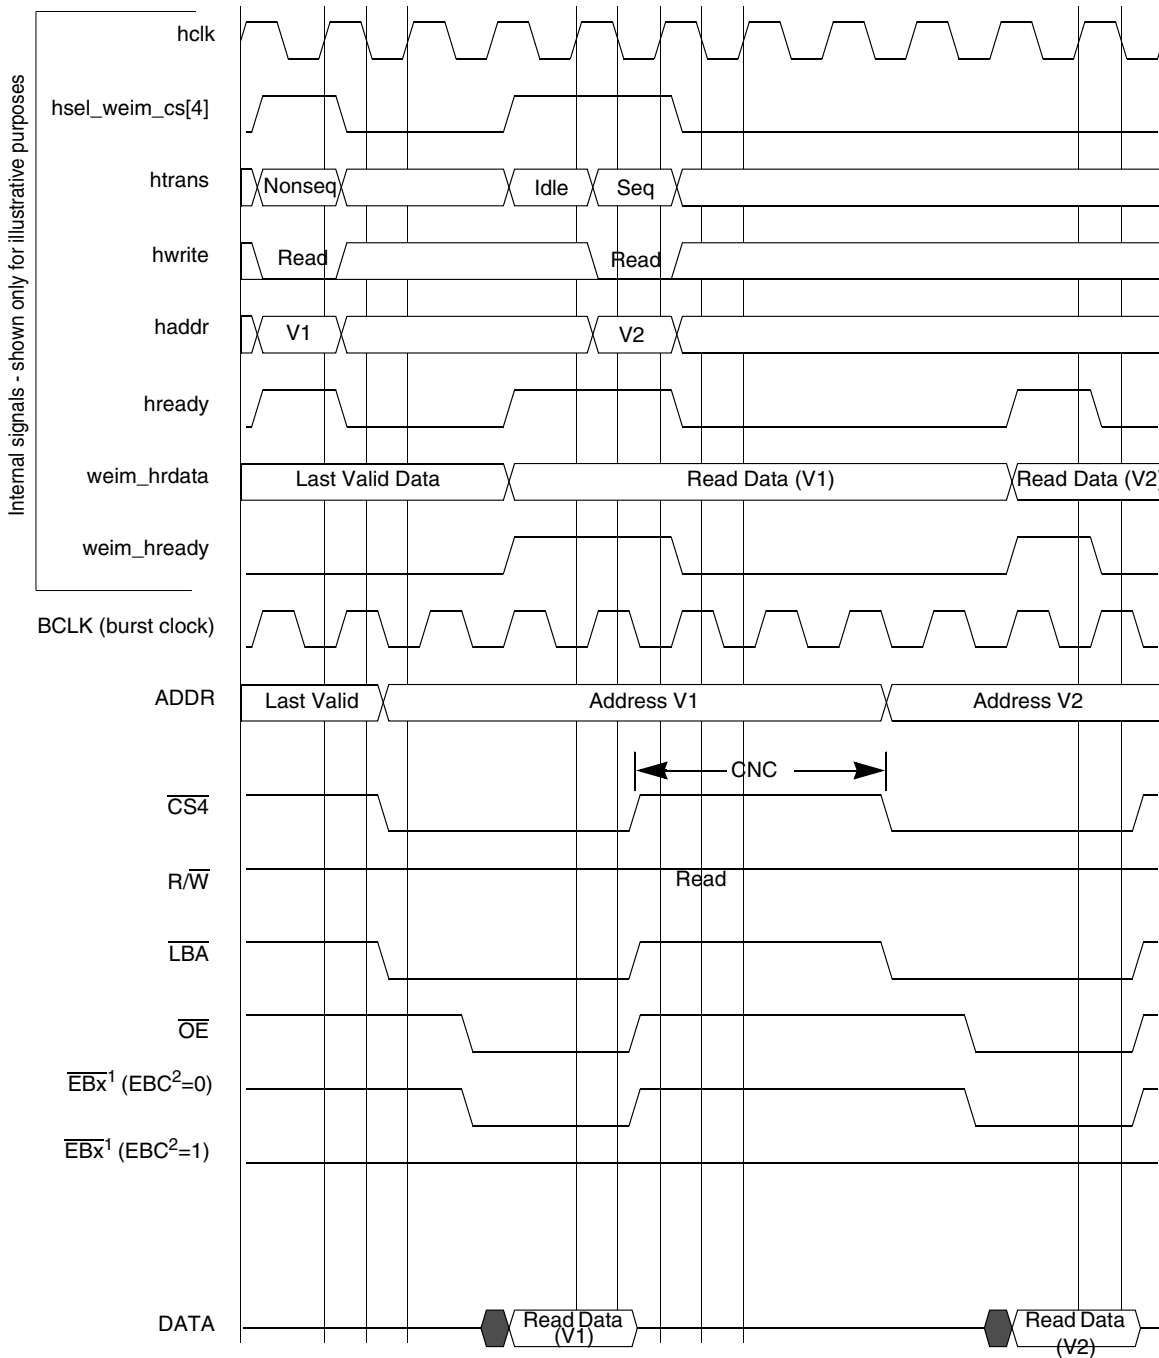 Internal signals - shown only for illustrative purposes
hclk
hsel_weim_cs[4]
htrans
Nonseq
Idle
Seq
hwrite
Read
Read
haddr
V1
V2
hready
weim_hrdata
Last Valid Data
Read Data (V1)
Read Data (V2)
weim_hready
BCLK (burst clock)
ADDR
Last Valid
Address V1
Address V2
CNC
CS4
R/W
Read
LBA
OE
EBx1 (EBC2=0)
EBx1 (EBC2=1)
DATA
Read Data
(V1)
Read Data
(V2)